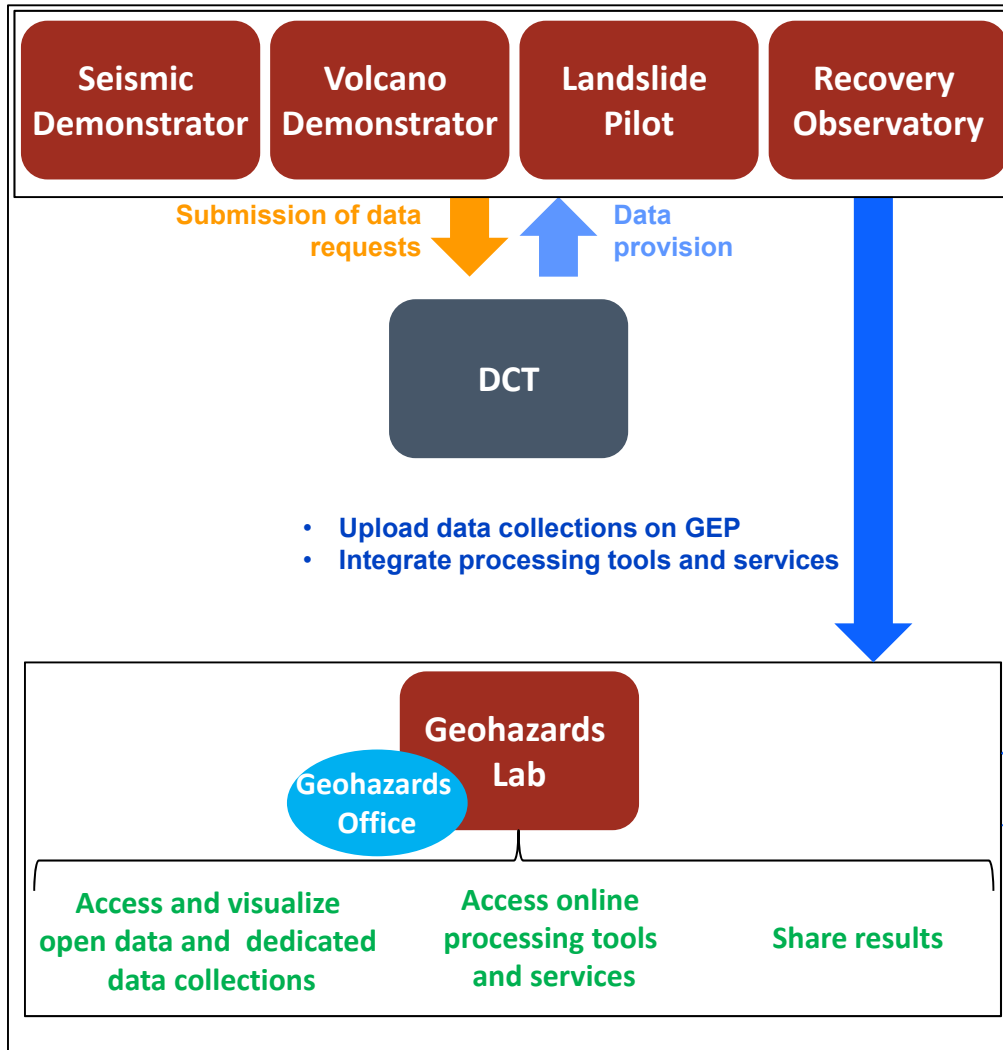 Seismic
Demonstrator
Volcano
Demonstrator
Landslide
Pilot
Recovery
Observatory
Submission of data
requests
Data
provision
DCT
• Upload data collections on GEP
• Integrate processing tools and services
Geohazards
Lab
Geohazards
Office
Access and visualize
open data and dedicated
data collections
Access online
processing tools
and services
Share results